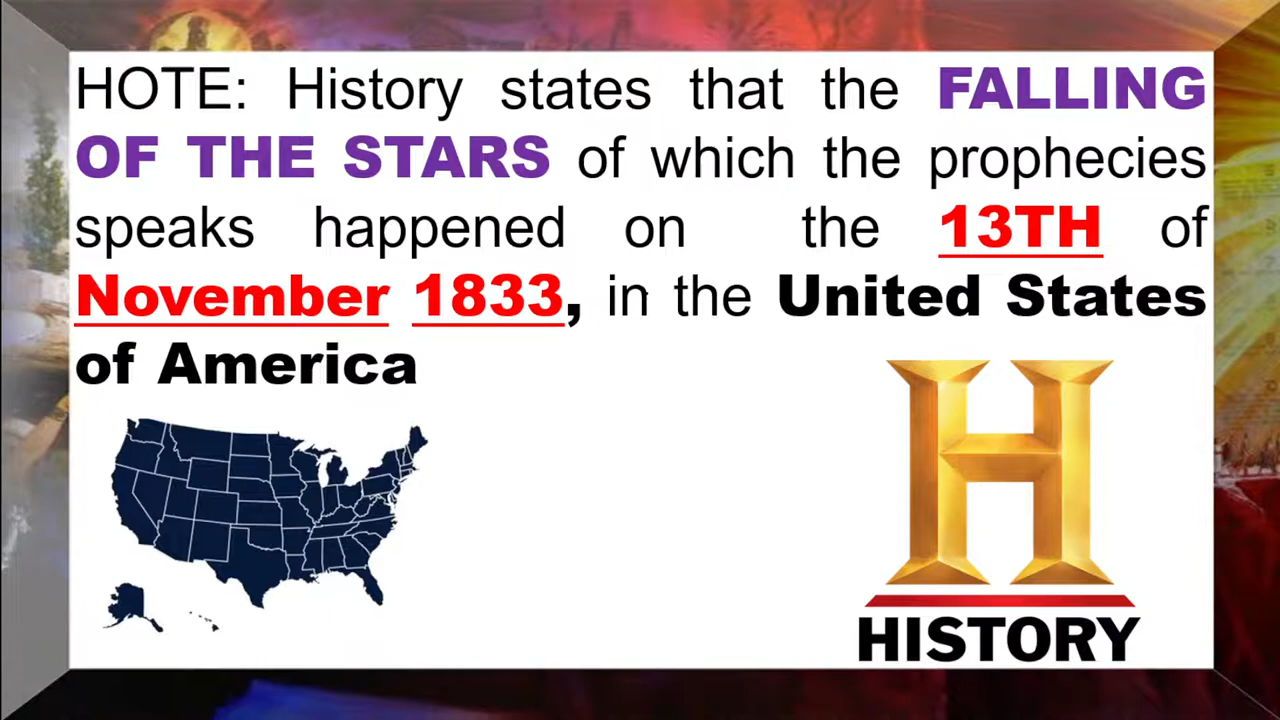 HOTE: History states that the FALLING
OF THE STARS of which the prophecies
speaks happened on the 13TH of
November 1833, in the United States
of America
H
HISTORY